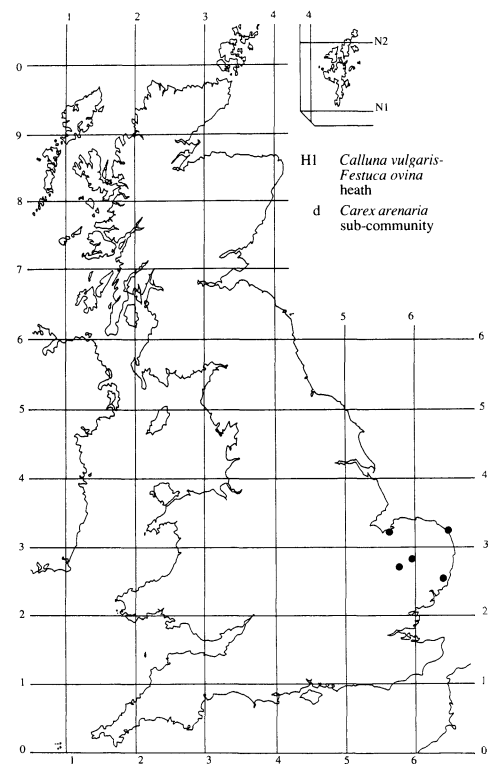 1 2 3 4 4
N2
0
N1
9
H1 Calluna vulgaris-
Festuca ovina
heath
8
d Carex arenaria
sub-community
7
5 6
6 6
5 5
4 4
3 3
2 2
1 1
0 0
1 2 3 4 5 6